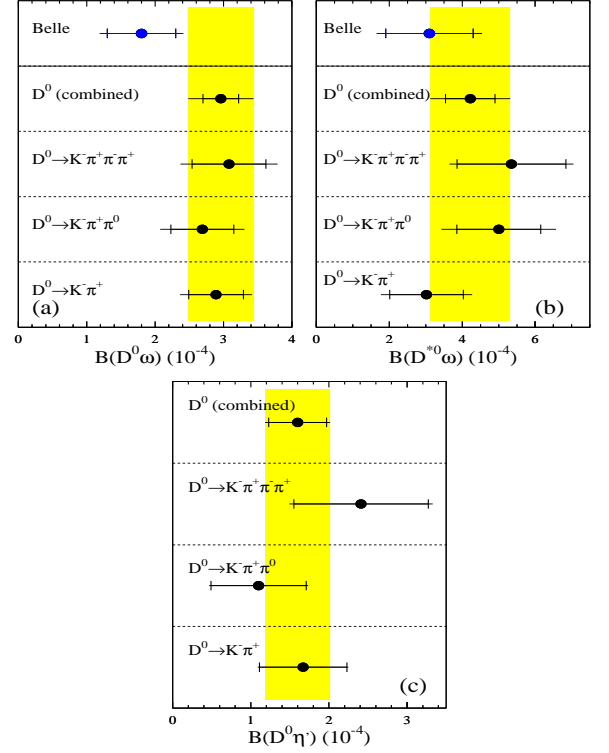 Belle
D⁰ (combined)
D⁰→K⁻π⁺π⁻π⁺
D⁰→K⁻π⁺π⁰
D⁰→K⁻π⁺
(a)
0 1 2 3 4
B(D⁰ω) (10⁻⁴)
Belle
D⁰ (combined)
D⁰→K⁻π⁺π⁻π⁺
D⁰→K⁻π⁺π⁰
D⁰→K⁻π⁺
(b)
0 2 4 6
B(D*⁰ω) (10⁻⁴)
D⁰ (combined)
D⁰→K⁻π⁺π⁻π⁺
D⁰→K⁻π⁺π⁰
D⁰→K⁻π⁺
(c)
0 1 2 3
B(D⁰η′) (10⁻⁴)